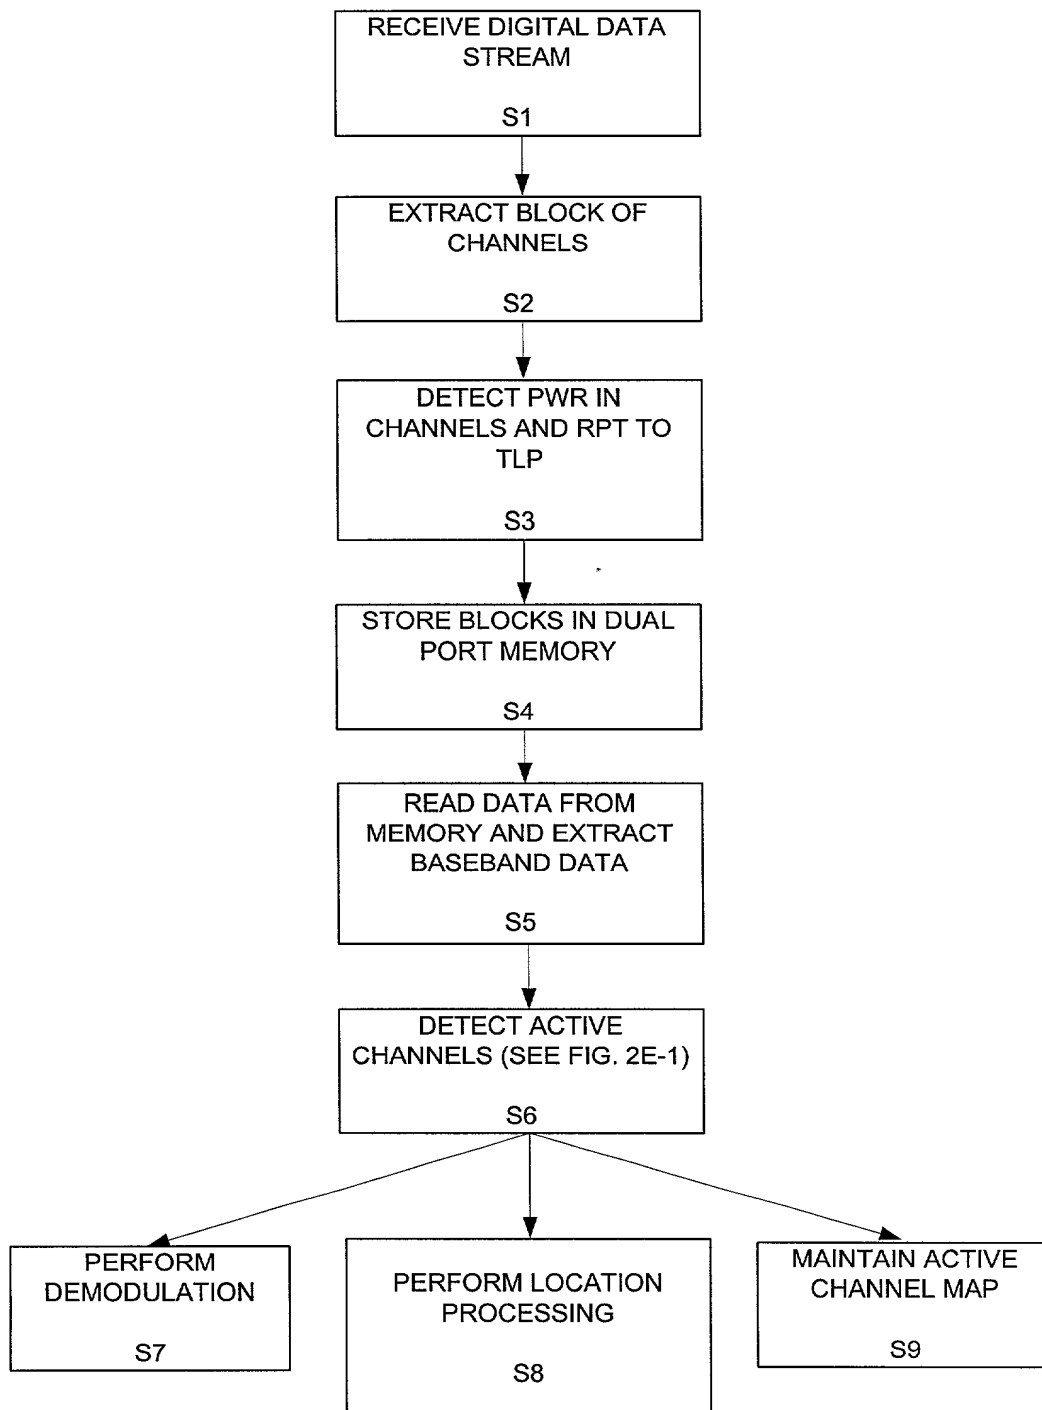 RECEIVE DIGITAL DATA
STREAM
S1
EXTRACT BLOCK OF
CHANNELS
S2
DETECT PWR IN
CHANNELS AND RPT TO
TLP
S3
STORE BLOCKS IN DUAL
PORT MEMORY
S4
READ DATA FROM
MEMORY AND EXTRACT
BASEBAND DATA
S5
DETECT ACTIVE
CHANNELS (SEE FIG. 2E-1)
S6
PERFORM
DEMODULATION
S7
PERFORM LOCATION
PROCESSING
S8
MAINTAIN ACTIVE
CHANNEL MAP
S9